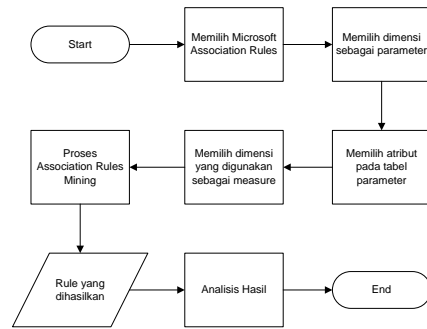 Start
Memilih Microsoft
Association Rules
Memilih dimensi
sebagai parameter
Memilih atribut
pada tabel
parameter
Memilih dimensi
yang digunakan
sebagai measure
Proses
Association Rules
Mining
Rule yang
dihasilkan
Analisis Hasil
End